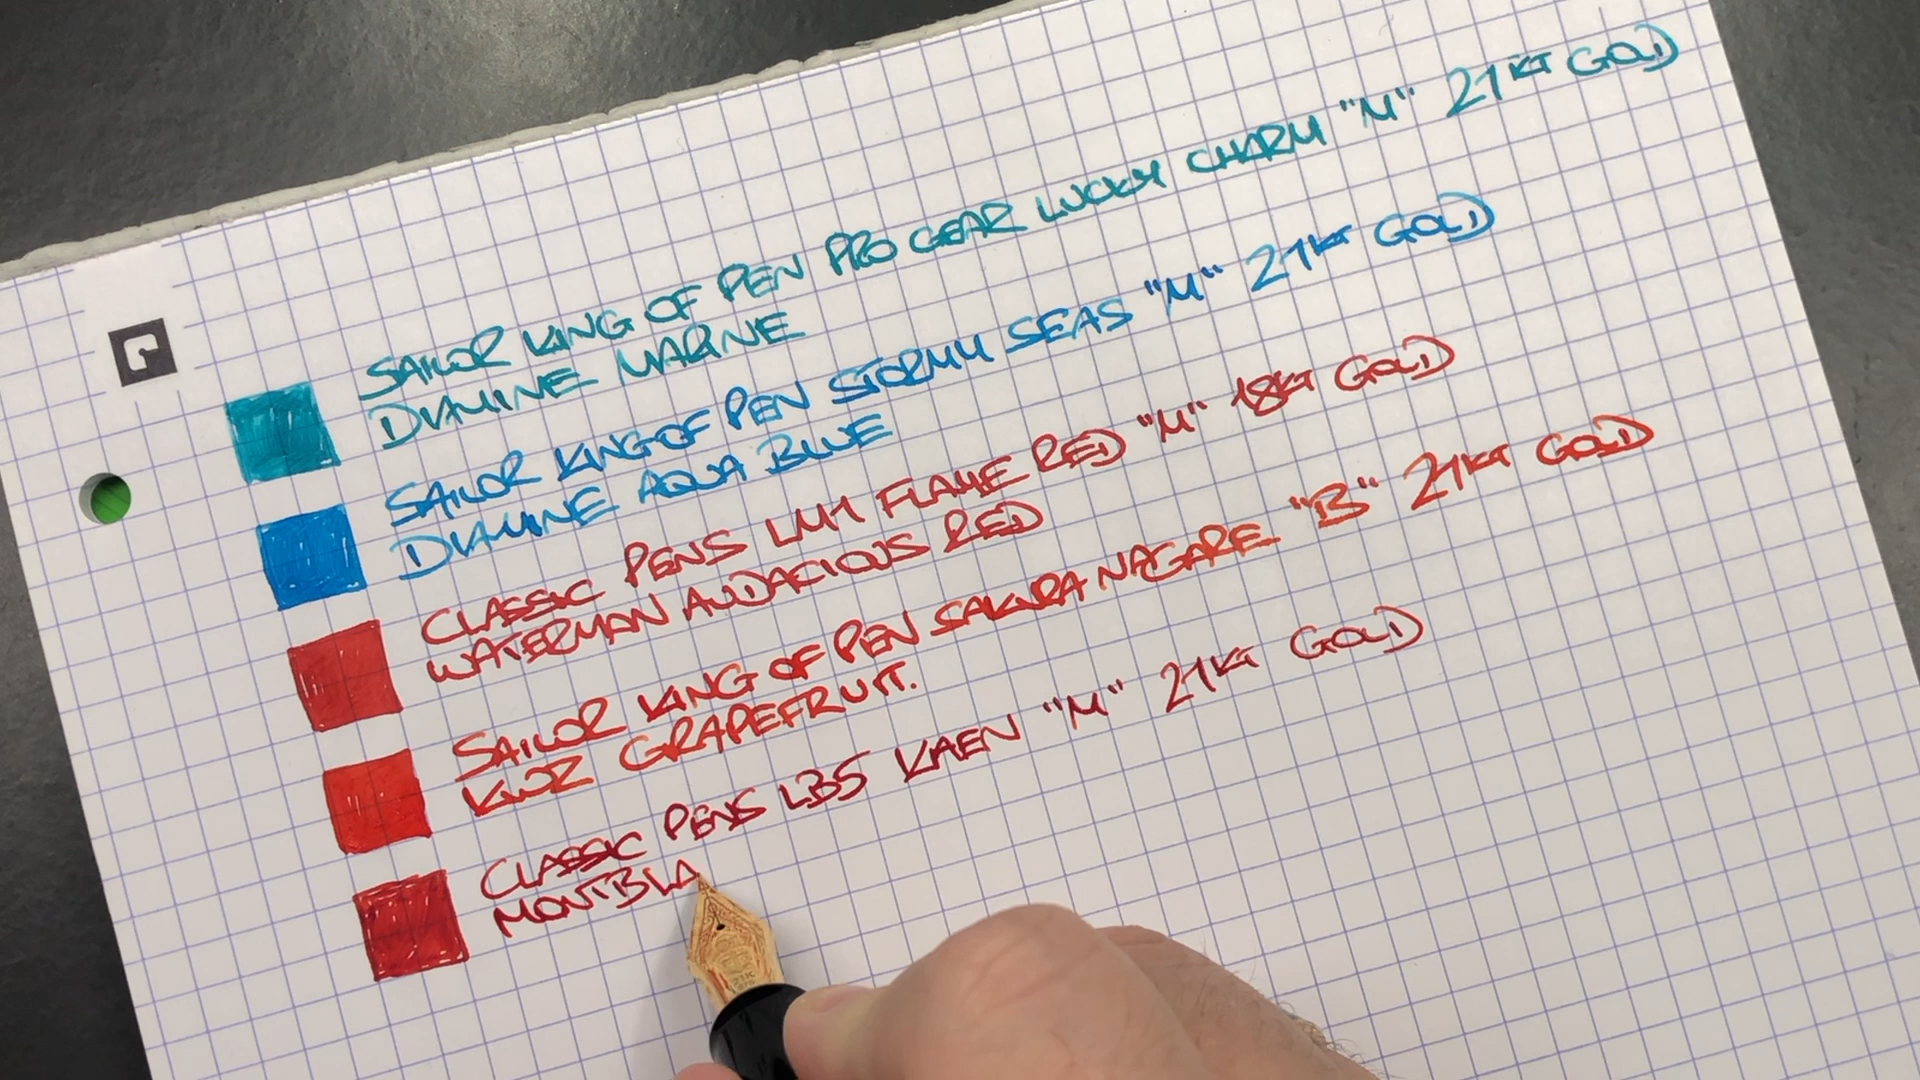 SAILOR KING OF PEN PRO GEAR LUCKY CHARM "M" 21KT GOLD
DIAMINE MARINE
SAILOR KING OF PEN STORMY SEAS "M" 21KT GOLD
DIAMINE AQUA BLUE
CLASSIC PENS LM1 FLAME RED "M" 18KT GOLD
WATERMAN AUDACIOUS RED
SAILOR KING OF PEN SAKURA NAGARE "B" 21KT GOLD
KWZ GRAPEFRUIT.
CLASSIC PENS LB5 KAEN "M" 21KT GOLD
MONTBLA